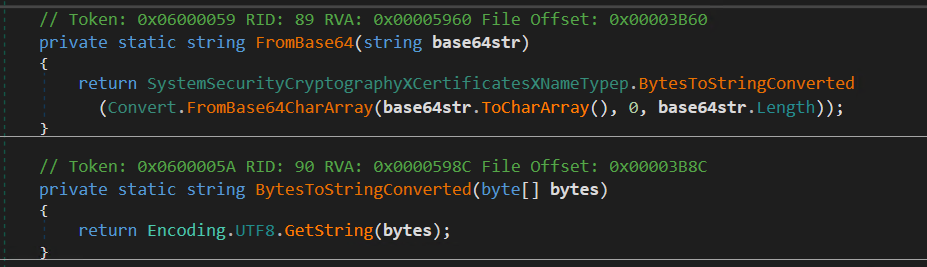 // Token: 0x06000059 RID: 89 RVA: 0x00005960 File Offset: 0x00003B60
private static string FromBase64(string base64str)
{
return SystemSecurityCryptographyXCertificatesXNameTypep.BytesToStringConverted
(Convert.FromBase64CharArray(base64str.ToCharArray(), 0, base64str.Length));
}
// Token: 0x0600005A RID: 90 RVA: 0x0000598C File Offset: 0x00003B8C
private static string BytesToStringConverted(byte[] bytes)
{
return Encoding.UTF8.GetString(bytes);
}